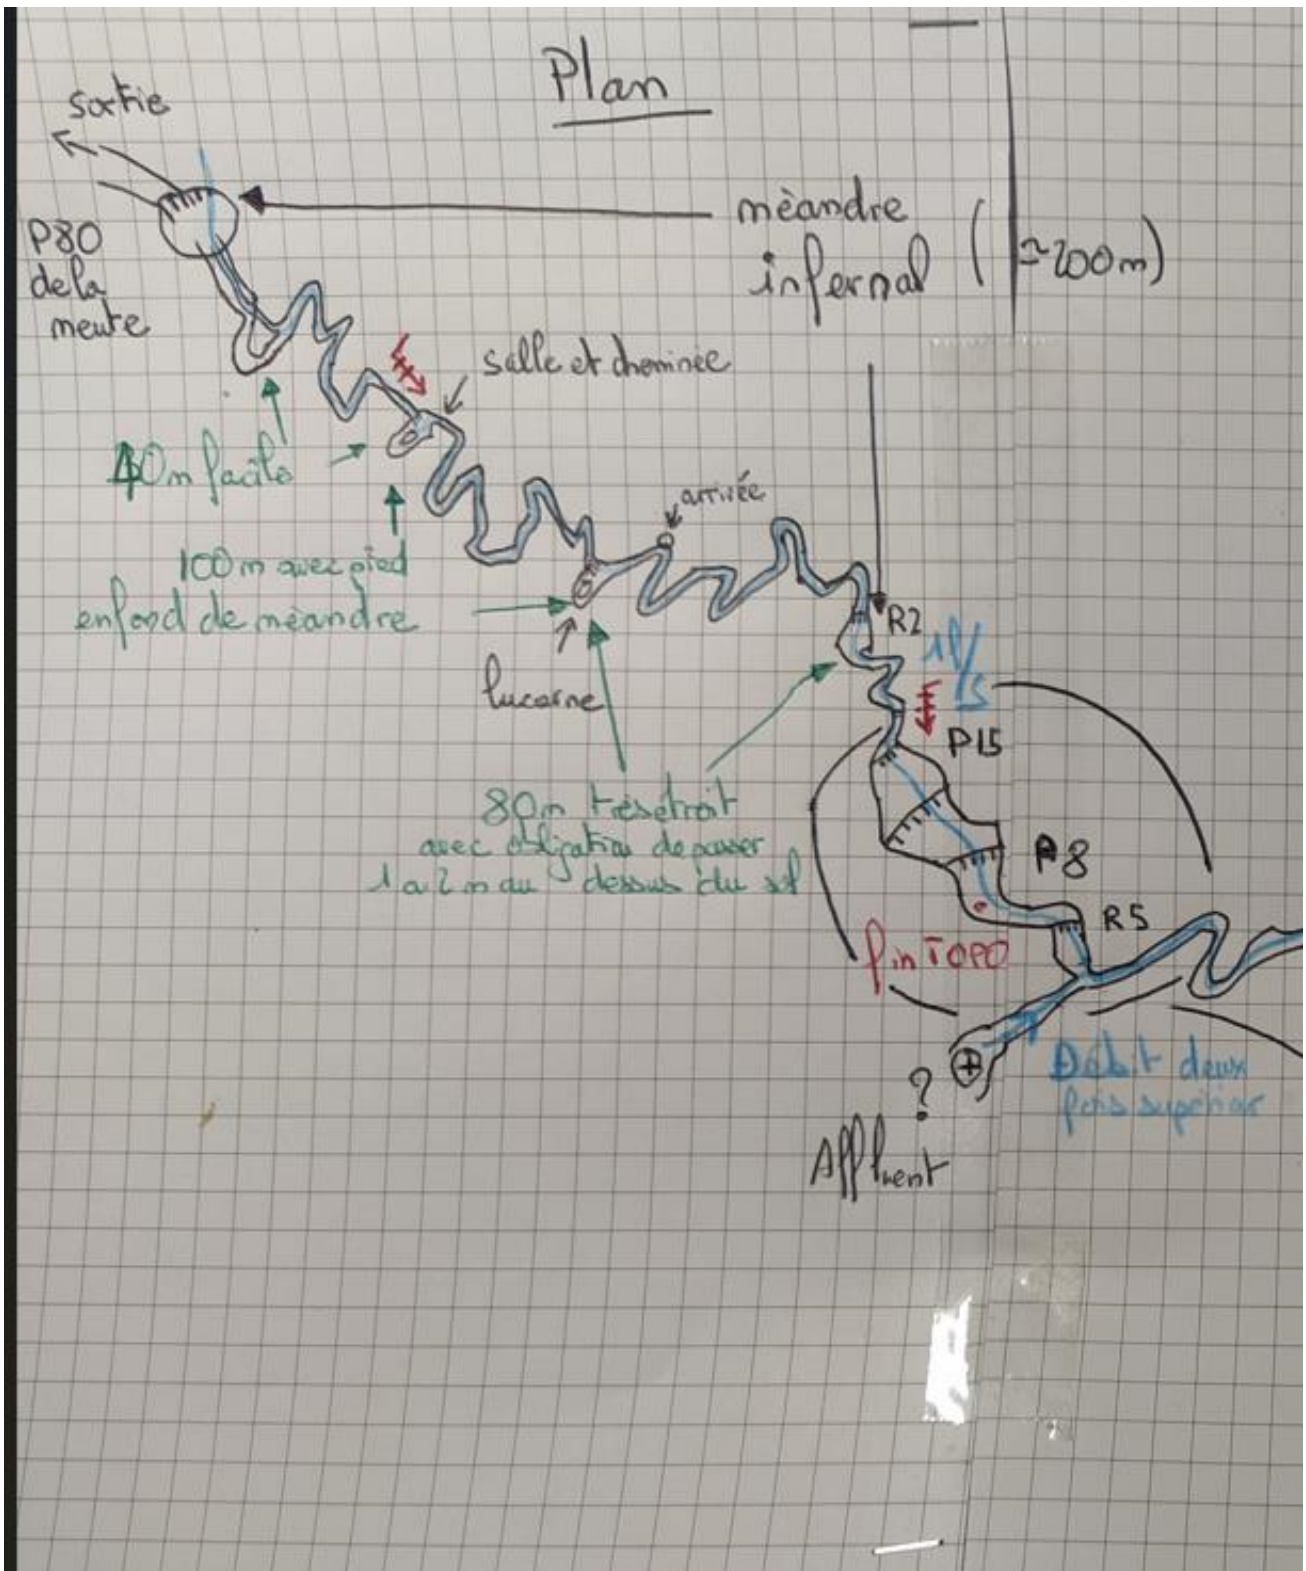 Plan
sortie
méandre
infernal (≃200m)
P80
de la
meute
salle et cheminée
40m facile
arrivée
100m avec pied
en fond de méandre
R2
1l/s
lucarne
P15
80m très étroit
avec obligation de passer
1 a 2 m au dessus du sol
P8
R5
fin TOPO
Débit deux
fois supérieur
?
Affluent